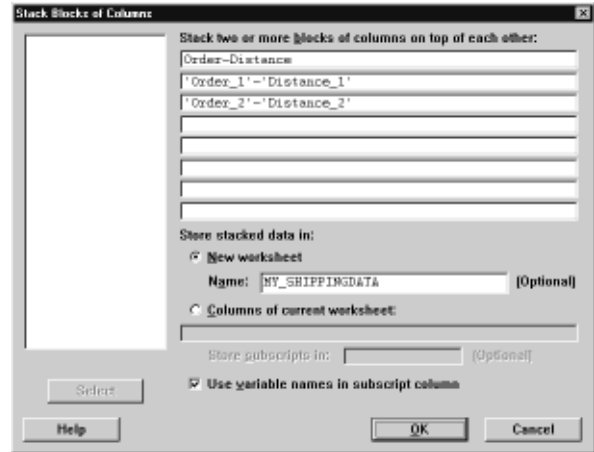 Stack Blocks of Columns
Stack two or more blocks of columns on top of each other:
Order-Distance
'Order_1'-'Distance_1'
'Order_2'-'Distance_2'
Store stacked data in:
New worksheet
Name: MY_SHIPPINGDATA (Optional)
Columns of current worksheet:
Store subscripts in: (Optional)
Use variable names in subscript column
Select
Help OK Cancel